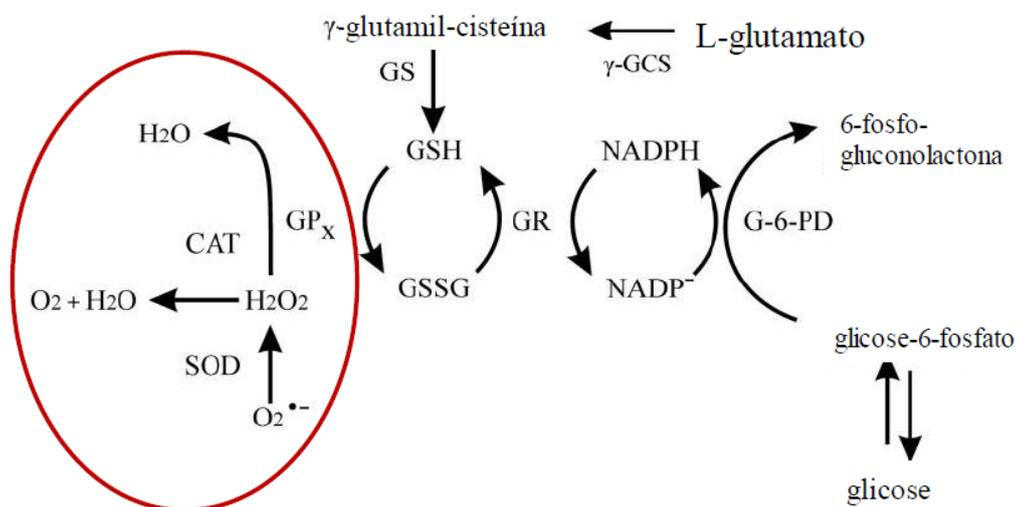 γ-glutamil-cisteína
L-glutamato
γ-GCS
GS
H2O
GSH
NADPH
6-fosfo-
gluconolactona
GPx
CAT
GR
G-6-PD
O2 + H2O
H2O2
GSSG
NADP⁻
SOD
glicose-6-fosfato
O2•−
glicose